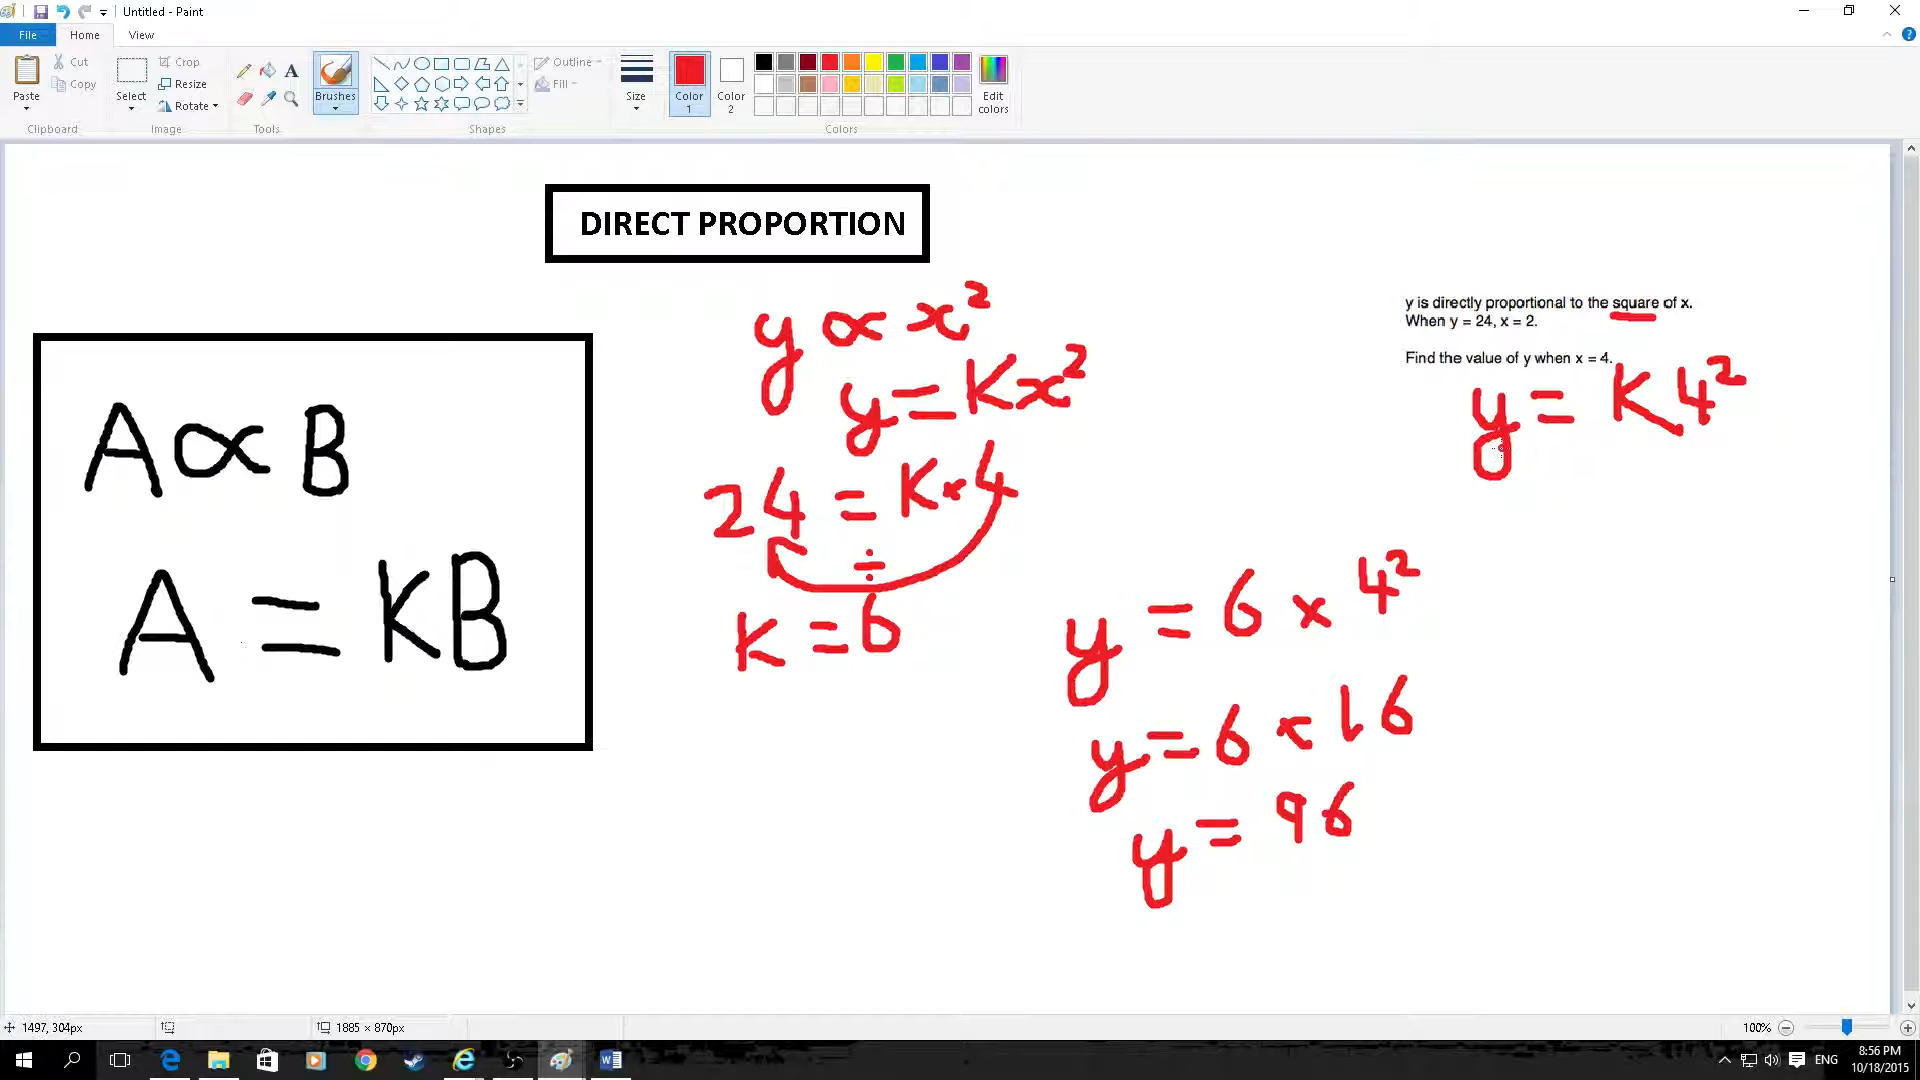 Untitled - Paint
File Home View
Paste
Cut
Copy
Clipboard
Select
Crop
Resize
Rotate
Image
A
Tools
Brushes
Outline
Fill
Shapes
Size
Color 1
Color 2
Edit colors
Colors
DIRECT PROPORTION
A ∝ B
A = KB
y ∝ x²
y = Kx²
24 = K × 4
÷
K = 6
y is directly proportional to the square of x.
When y = 24, x = 2.
Find the value of y when x = 4.
y = K4²
y = 6 × 4²
y = 6 × 16
y = 96
1497, 304px
1885 × 870px
100%
ENG
8:56 PM
10/18/2015